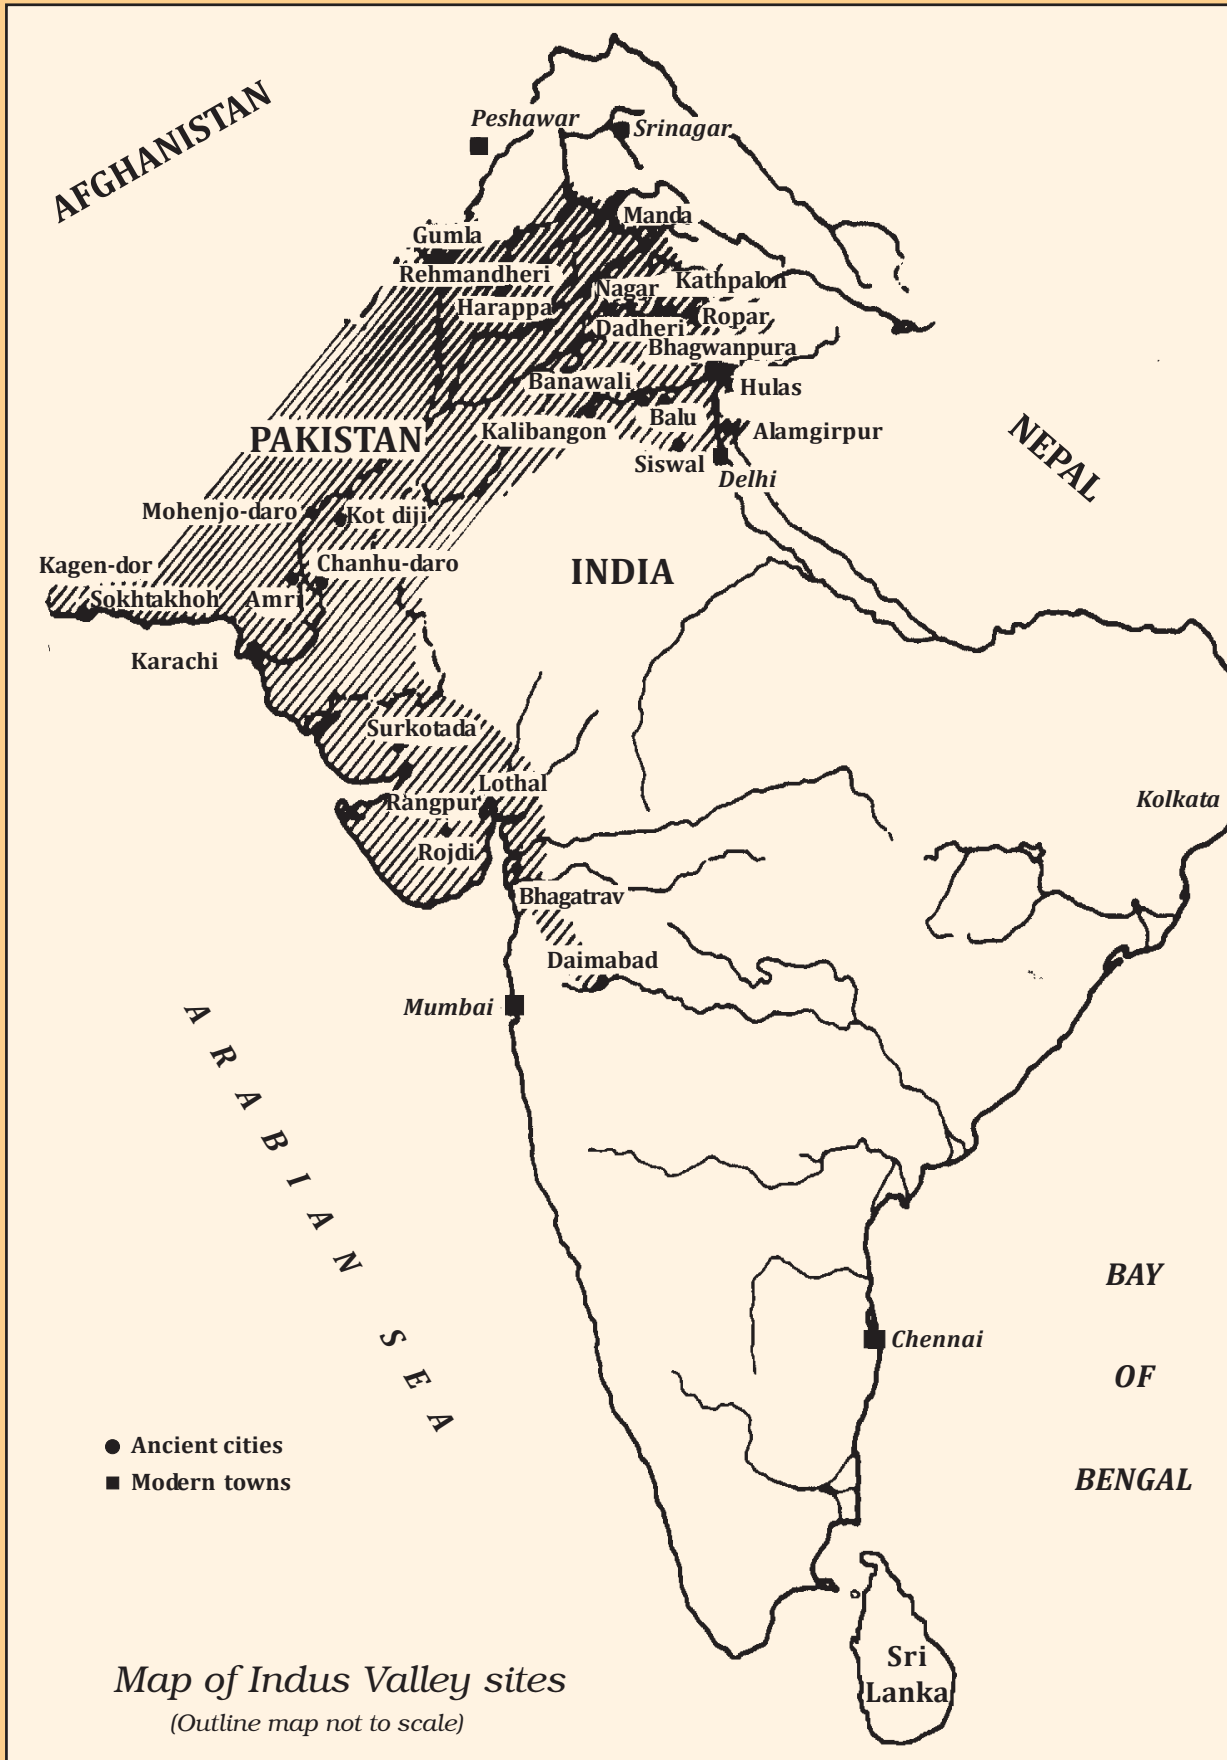 AFGHANISTAN
Peshawar
Srinagar
Manda
Gumla
Rehmandheri
Kathpalon
Nagar
Harappa
Ropar
Dadheri
Bhagwanpura
Banawali
Hulas
Balu
Kalibangon
Alamgirpur
PAKISTAN
NEPAL
Siswal
Delhi
Mohenjo-daro
Kot diji
Kagen-dor
Chanhu-daro
INDIA
Sokhtakhoh
Amri
Karachi
Surkotada
Lothal
Rangpur
Kolkata
Rojdi
Bhagatrav
Daimabad
Mumbai
ARABIAN SEA
BAY
OF
BENGAL
Chennai
Ancient cities
Modern towns
Sri
Lanka
Map of Indus Valley sites
(Outline map not to scale)